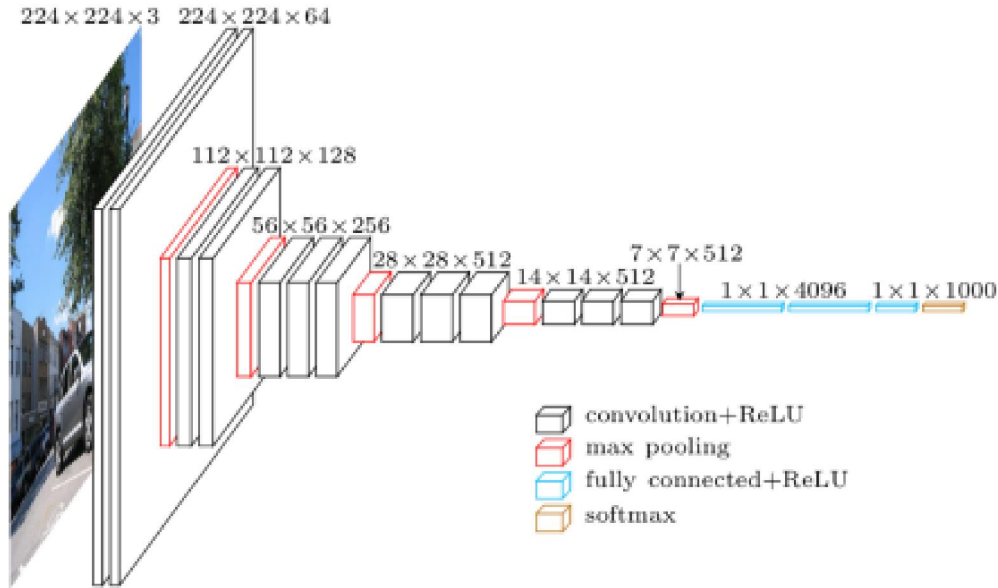 224 × 224 × 3
224 × 224 × 64
112 × 112 × 128
56 × 56 × 256
28 × 28 × 512
14 × 14 × 512
7 × 7 × 512
1 × 1 × 4096
1 × 1 × 1000
convolution+ReLU
max pooling
fully connected+ReLU
softmax